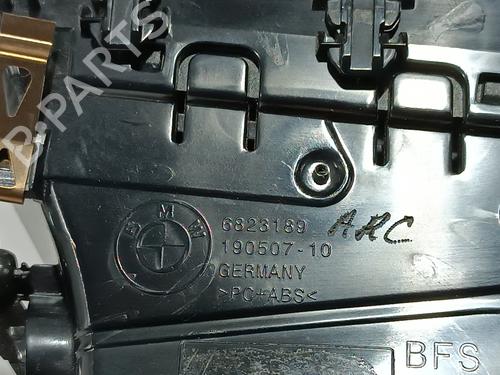 B-PARTS
BMW
6823189 ARC
190507-10
GERMANY
>PC+ABS<
BFS